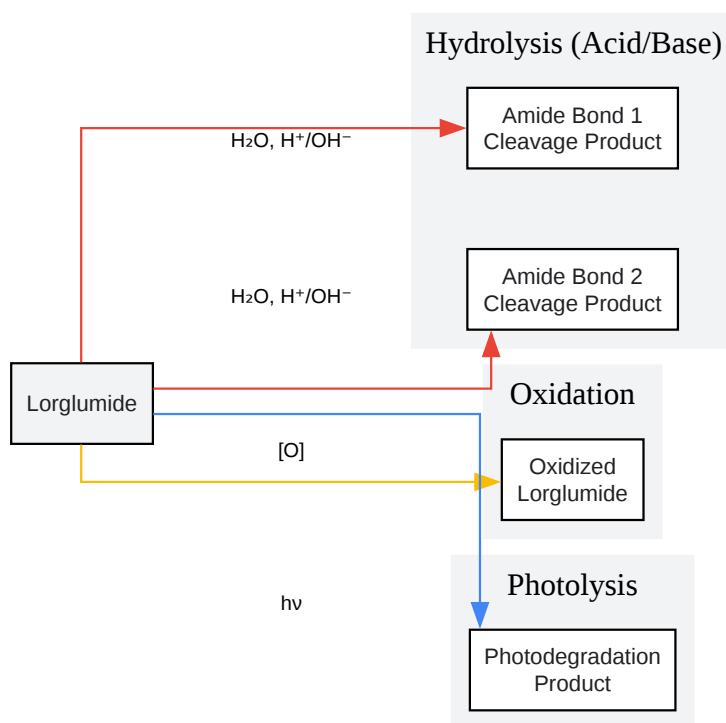 Hydrolysis (Acid/Base)
Amide Bond 1
Cleavage Product
H₂O, H⁺/OH⁻
Amide Bond 2
Cleavage Product
H₂O, H⁺/OH⁻
Lorglumide
Oxidation
[O]
Oxidized
Lorglumide
Photolysis
hν
Photodegradation
Product